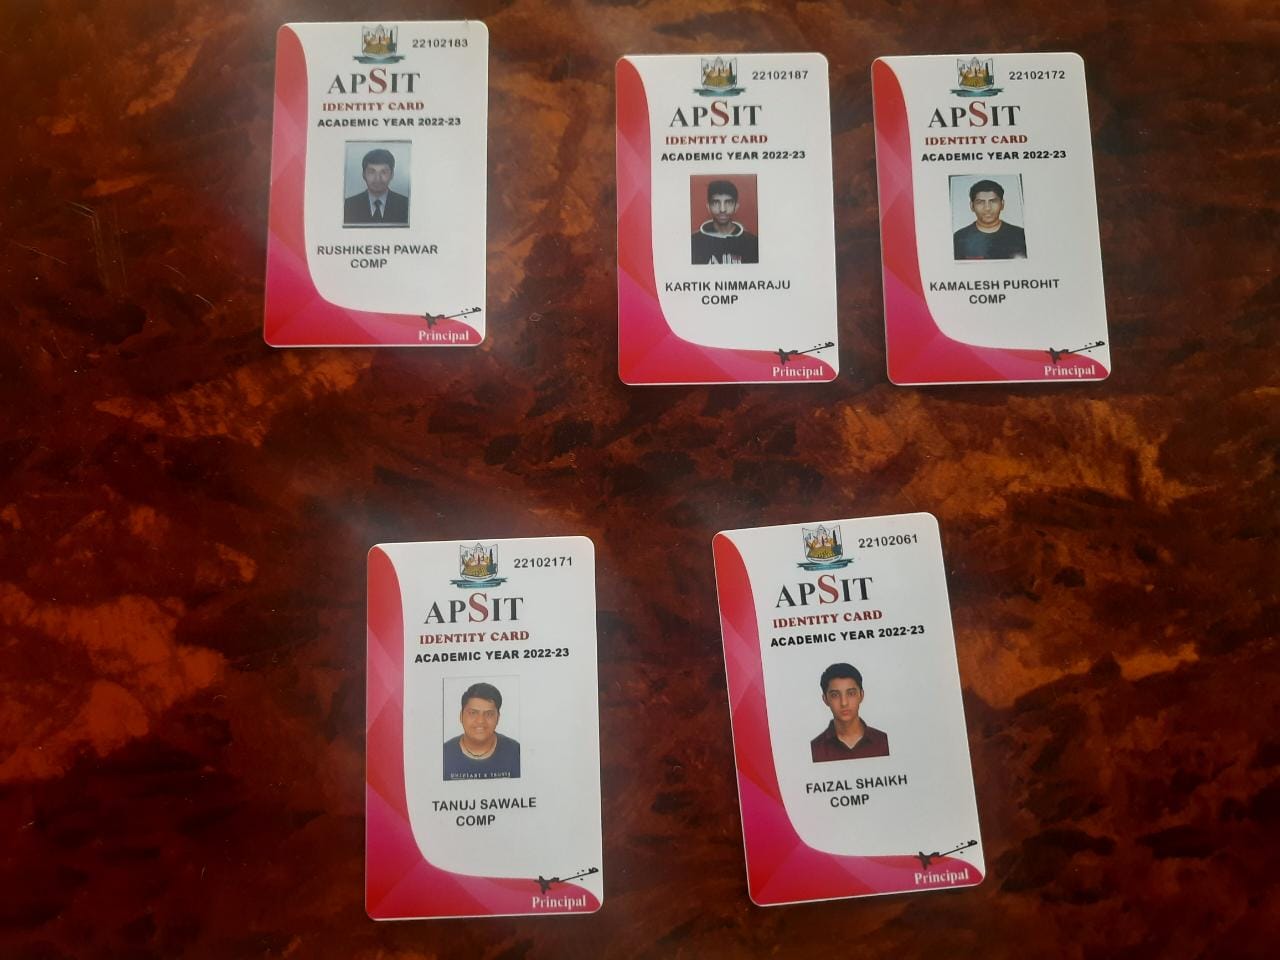 22102183
APSIT
IDENTITY CARD
ACADEMIC YEAR 2022-23
RUSHIKESH PAWAR
COMP
Principal
22102187
APSIT
IDENTITY CARD
ACADEMIC YEAR 2022-23
KARTIK NIMMARAJU
COMP
Principal
22102172
APSIT
IDENTITY CARD
ACADEMIC YEAR 2022-23
KAMALESH PUROHIT
COMP
Principal
22102171
APSIT
IDENTITY CARD
ACADEMIC YEAR 2022-23
TANUJ SAWALE
COMP
Principal
22102061
APSIT
IDENTITY CARD
ACADEMIC YEAR 2022-23
FAIZAL SHAIKH
COMP
Principal